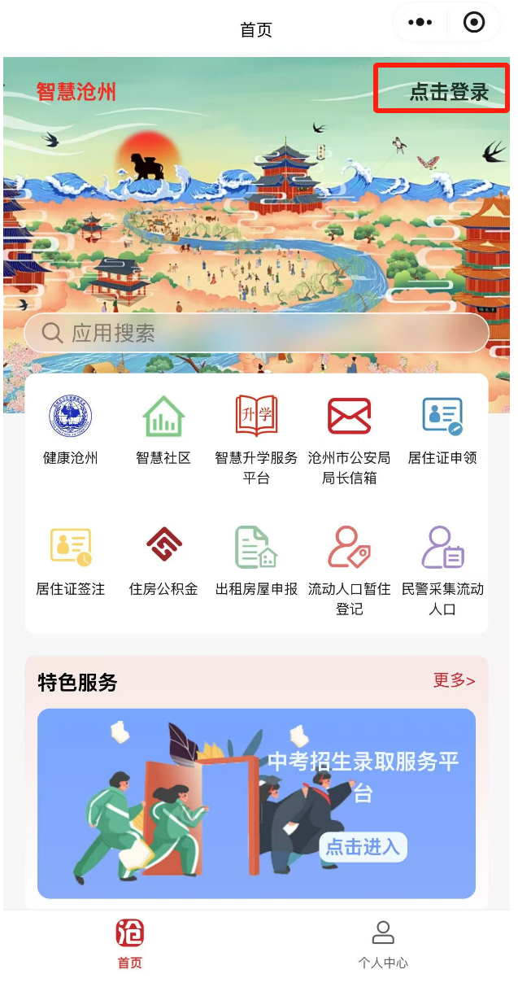 首页
智慧沧州
点击登录
应用搜索
健康沧州
智慧社区
升学
智慧升学服务
平台
沧州市公安局
局长信箱
居住证申领
居住证签注
住房公积金
出租房屋申报
流动人口暂住
登记
民警采集流动
人口
特色服务
更多>
中考招生录取服务平
台
点击进入
沧
首页
个人中心